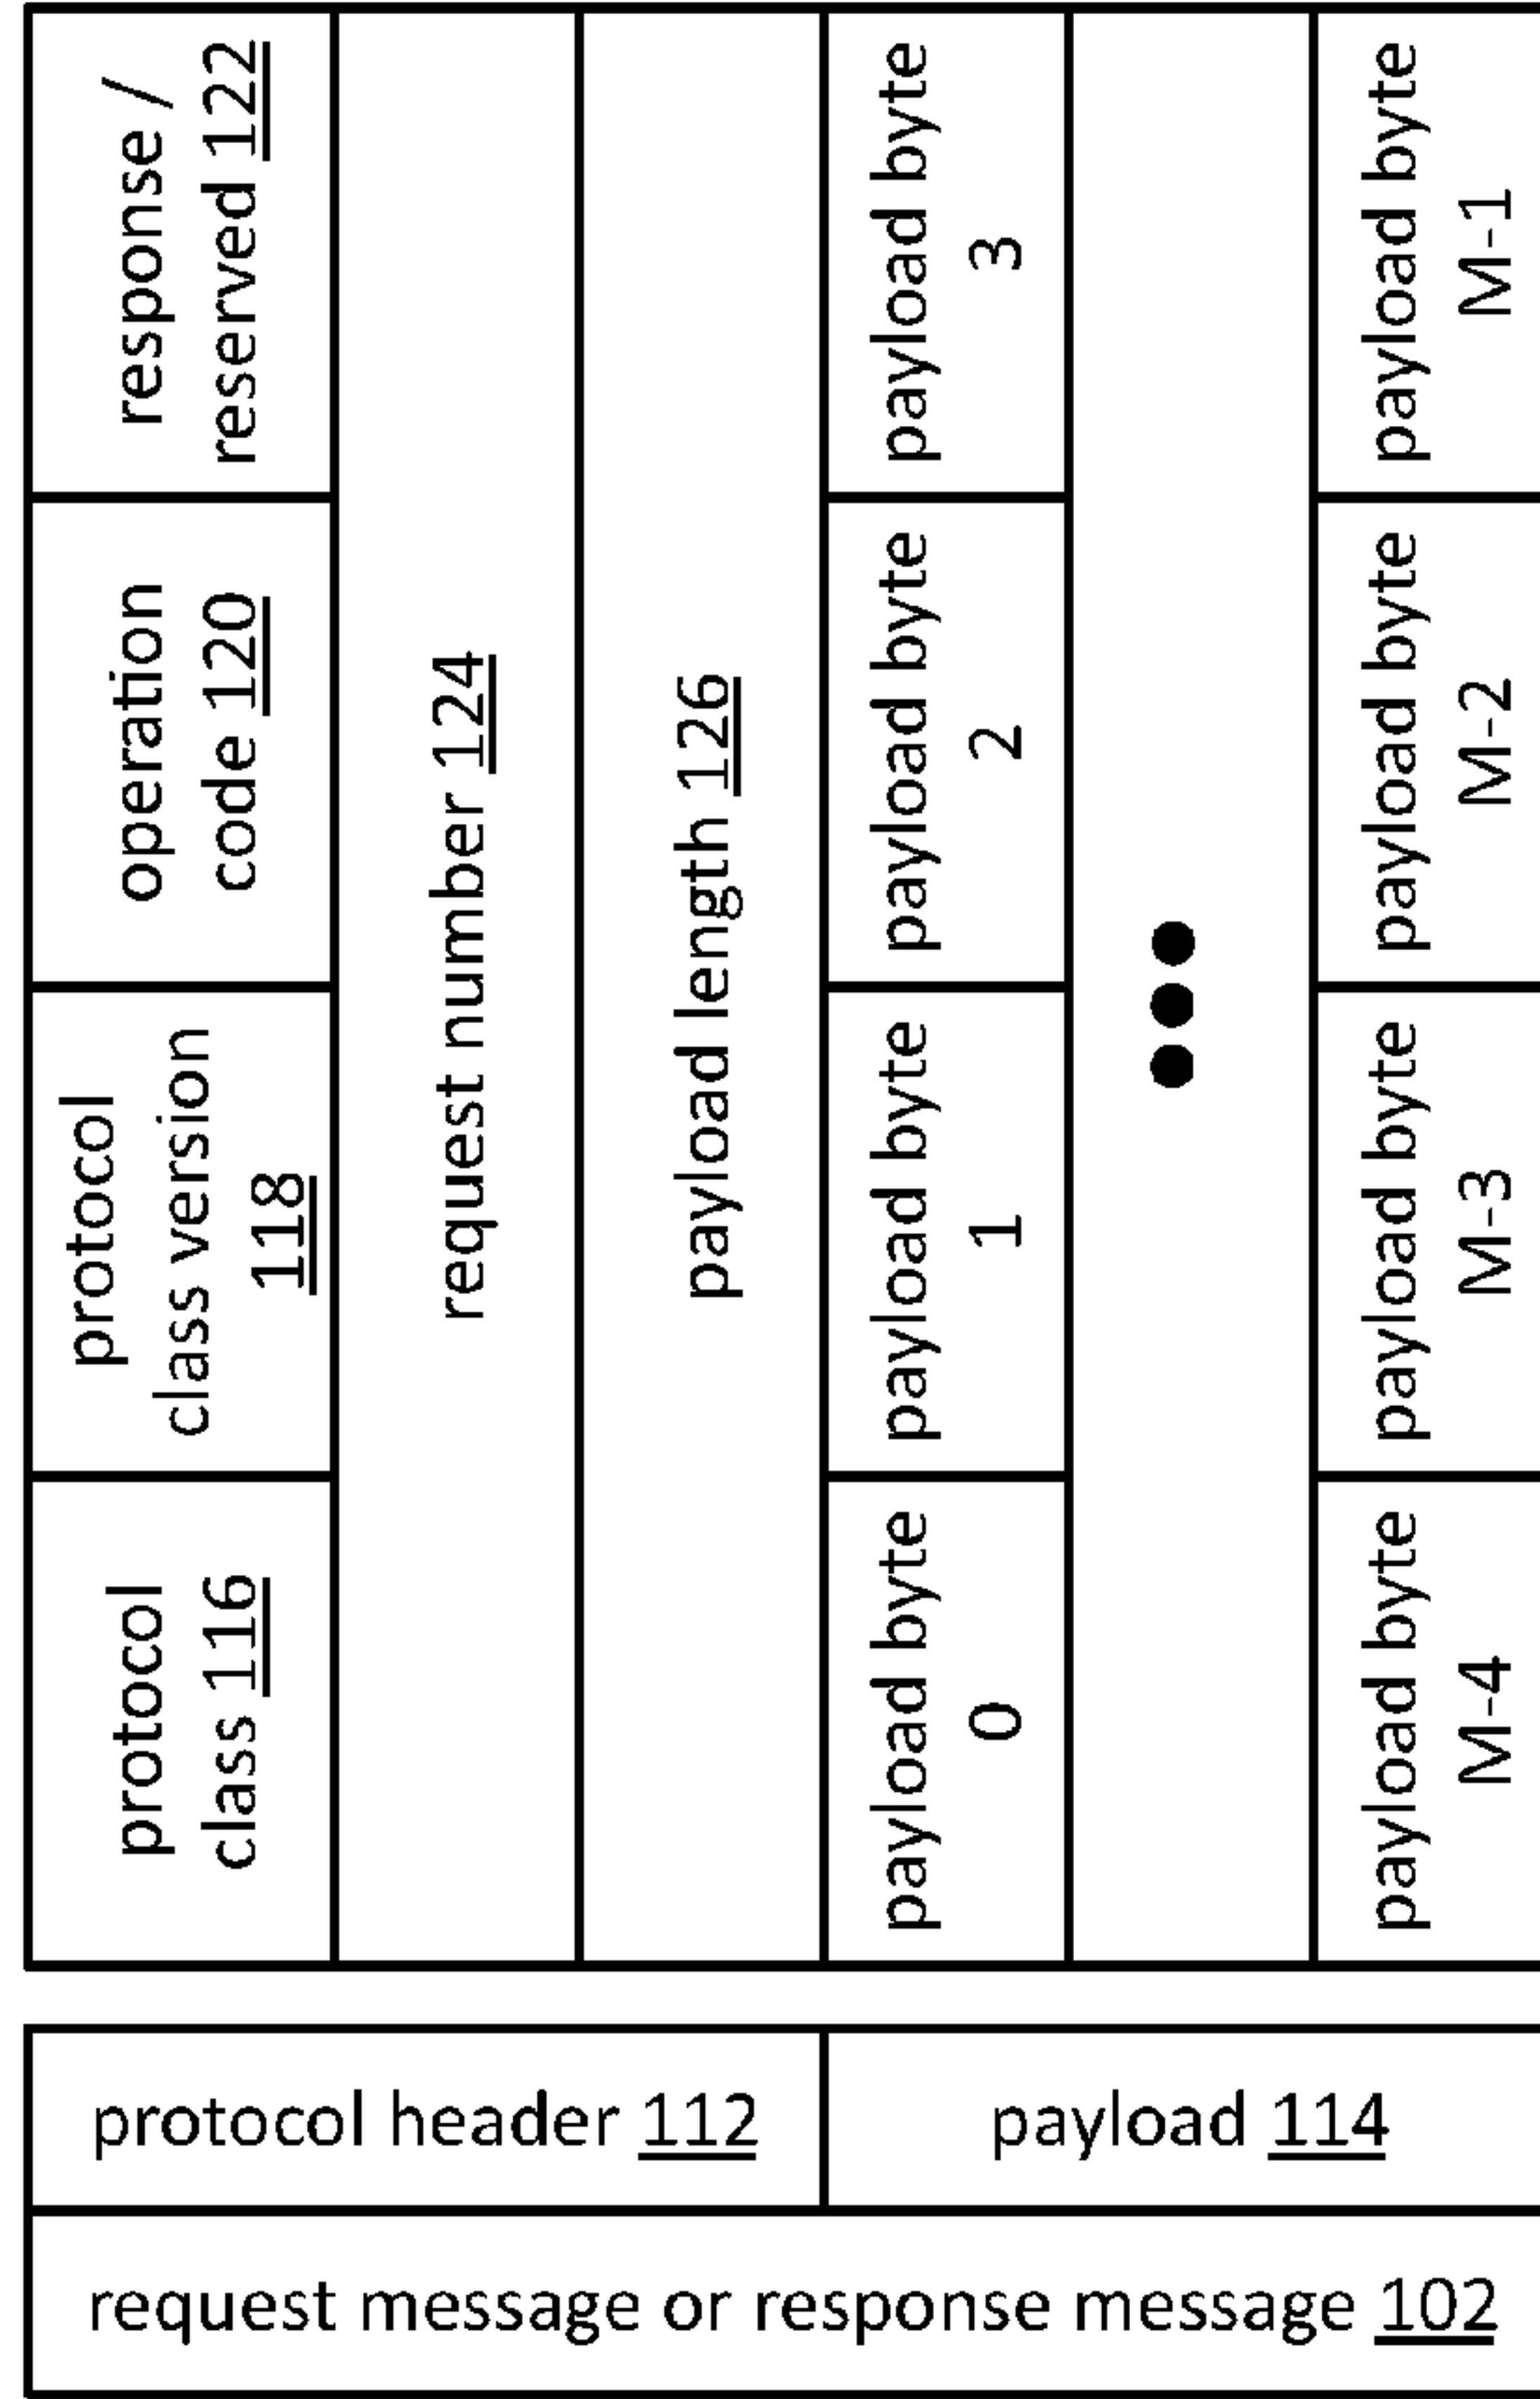 protocol
class 116
protocol
class version
118
operation
code 120
response /
reserved 122
request number 124
payload length 126
payload byte
0
payload byte
1
payload byte
2
payload byte
3
payload byte
M-4
payload byte
M-3
payload byte
M-2
payload byte
M-1
protocol header 112
payload 114
request message or response message 102